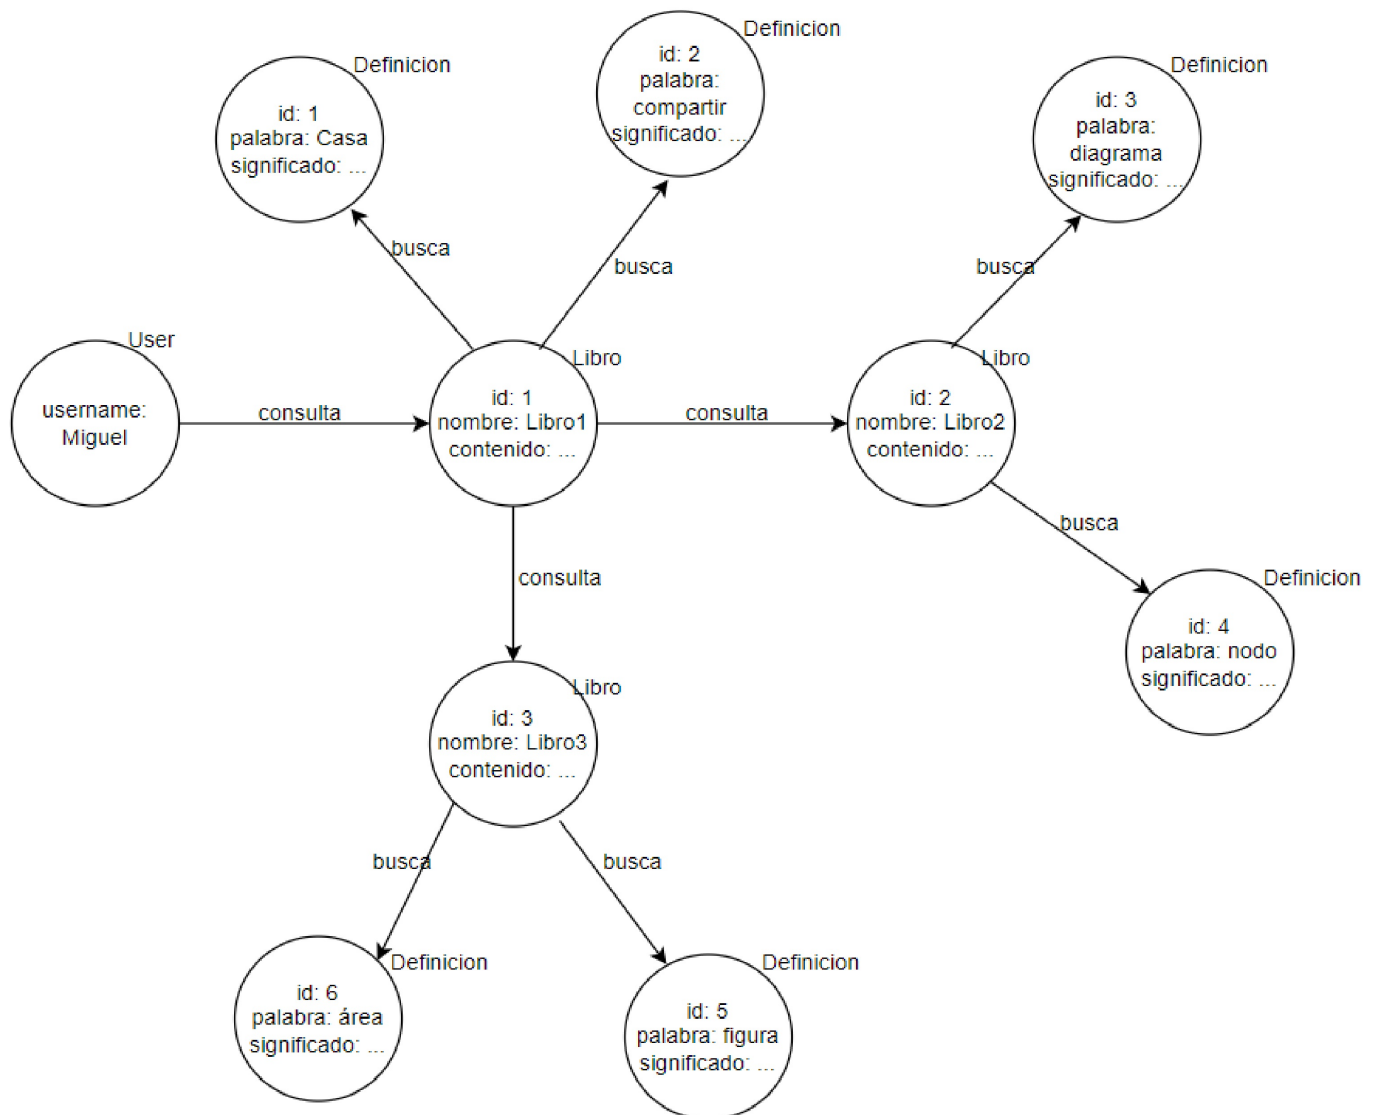 Definicion
id: 1
palabra: Casa
significado: ...
Definicion
id: 2
palabra:
compartir
significado: ...
Definicion
id: 3
palabra:
diagrama
significado: ...
busca
busca
busca
User
username:
Miguel
consulta
Libro
id: 1
nombre: Libro1
contenido: ...
consulta
Libro
id: 2
nombre: Libro2
contenido: ...
busca
consulta
Definicion
id: 4
palabra: nodo
significado: ...
Libro
id: 3
nombre: Libro3
contenido: ...
busca
busca
Definicion
id: 6
palabra: área
significado: ...
Definicion
id: 5
palabra: figura
significado: ...